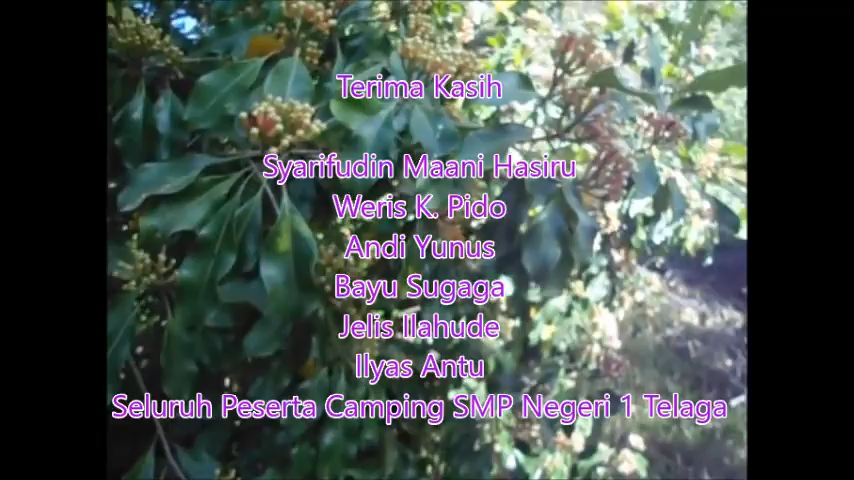 Terima Kasih
Syarifudin Maani Hasiru
Weris K. Pido
Andi Yunus
Bayu Sugaga
Jelis Ilahude
Ilyas Antu
Seluruh Peserta Camping SMP Negeri 1 Telaga